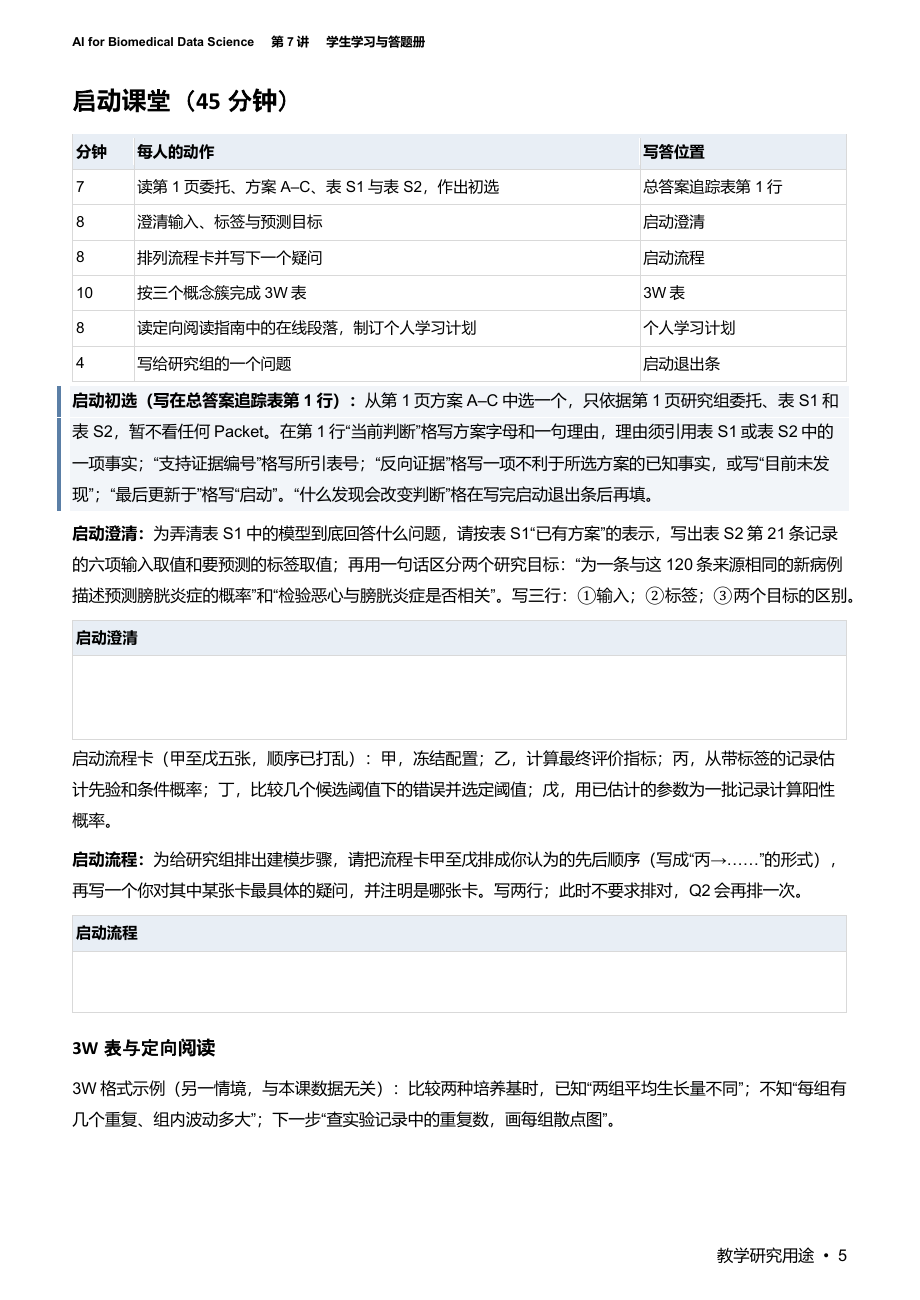 AI for Biomedical Data Science 第 7 讲 学生学习与答题册
启动课堂（45 分钟）
分钟 每人的动作 写答位置
7 读第 1 页委托、方案 A–C、表 S1 与表 S2，作出初选 总答案追踪表第 1 行
8 澄清输入、标签与预测目标 启动澄清
8 排列流程卡并写下一个疑问 启动流程
10 按三个概念簇完成 3W 表 3W 表
8 读定向阅读指南中的在线段落，制订个人学习计划 个人学习计划
4 写给研究组的一个问题 启动退出条
启动初选（写在总答案追踪表第 1 行）：从第 1 页方案 A–C 中选一个，只依据第 1 页研究组委托、表 S1 和
表 S2，暂不看任何 Packet。在第 1 行“当前判断”格写方案字母和一句理由，理由须引用表 S1 或表 S2 中的
一项事实；“支持证据编号”格写所引表号；“反向证据”格写一项不利于所选方案的已知事实，或写“目前未发
现”；“最后更新于”格写“启动”。“什么发现会改变判断”格在写完启动退出条后再填。
启动澄清：为弄清表 S1 中的模型到底回答什么问题，请按表 S1“已有方案”的表示，写出表 S2 第 21 条记录
的六项输入取值和要预测的标签取值；再用一句话区分两个研究目标：“为一条与这 120 条来源相同的新病例
描述预测膀胱炎症的概率”和“检验恶心与膀胱炎症是否相关”。写三行：①输入；②标签；③两个目标的区别。
启动澄清
启动流程卡（甲至戊五张，顺序已打乱）：甲，冻结配置；乙，计算最终评价指标；丙，从带标签的记录估
计先验和条件概率；丁，比较几个候选阈值下的错误并选定阈值；戊，用已估计的参数为一批记录计算阳性
概率。
启动流程：为给研究组排出建模步骤，请把流程卡甲至戊排成你认为的先后顺序（写成“丙→……”的形式），
再写一个你对其中某张卡最具体的疑问，并注明是哪张卡。写两行；此时不要求排对，Q2 会再排一次。
启动流程
3W 表与定向阅读
3W 格式示例（另一情境，与本课数据无关）：比较两种培养基时，已知“两组平均生长量不同”；不知“每组有
几个重复、组内波动多大”；下一步“查实验记录中的重复数，画每组散点图”。
教学研究用途 • 5